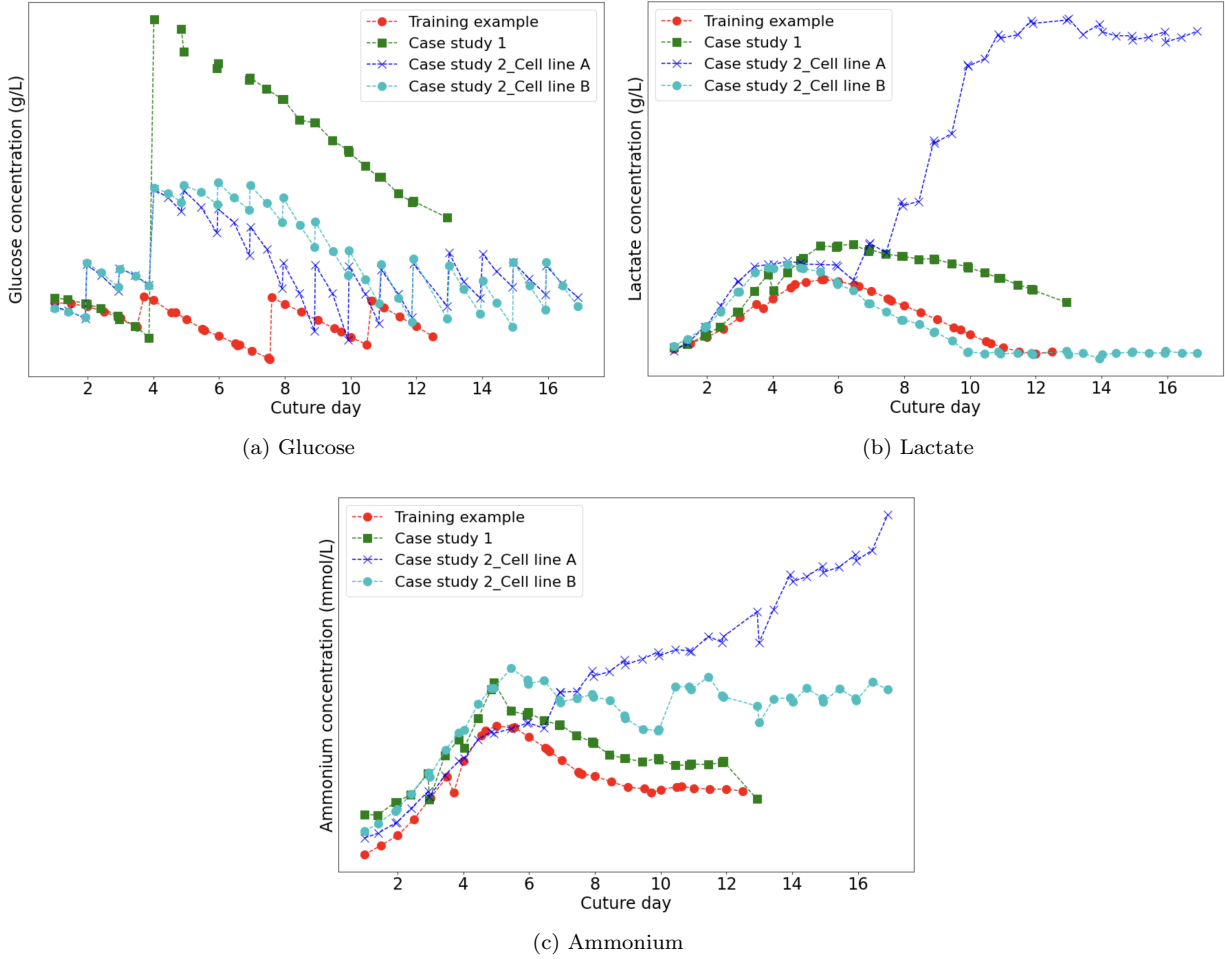 Glucose concentration (g/L)
Training example
Case study 1
Case study 2_Cell line A
Case study 2_Cell line B
2 4 6 8 10 12 14 16
Cuture day
(a) Glucose
Lactate concentration (g/L)
Training example
Case study 1
Case study 2_Cell line A
Case study 2_Cell line B
2 4 6 8 10 12 14 16
Cuture day
(b) Lactate
Ammonium concentration (mmol/L)
Training example
Case study 1
Case study 2_Cell line A
Case study 2_Cell line B
2 4 6 8 10 12 14 16
Cuture day
(c) Ammonium